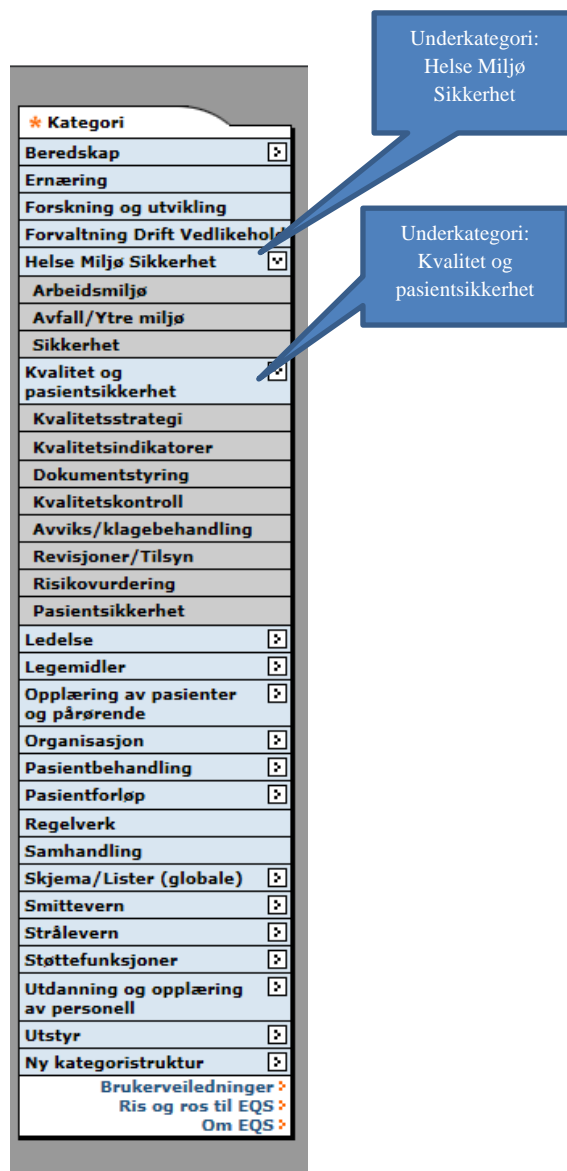 Underkategori:
Helse Miljø
Sikkerhet
* Kategori
Beredskap
Ernæring
Forskning og utvikling
Forvaltning Drift Vedlikehold
Helse Miljø Sikkerhet
Underkategori:
Kvalitet og
pasientsikkerhet
Arbeidsmiljø
Avfall/Ytre miljø
Sikkerhet
Kvalitet og
pasientsikkerhet
Kvalitetsstrategi
Kvalitetsindikatorer
Dokumentstyring
Kvalitetskontroll
Avviks/klagebehandling
Revisjoner/Tilsyn
Risikovurdering
Pasientsikkerhet
Ledelse
Legemidler
Opplæring av pasienter
og pårørende
Organisasjon
Pasientbehandling
Pasientforløp
Regelverk
Samhandling
Skjema/Lister (globale)
Smittevern
Strålevern
Støttefunksjoner
Utdanning og opplæring
av personell
Utstyr
Ny kategoristruktur
Brukerveiledninger
Ris og ros til EQS
Om EQS